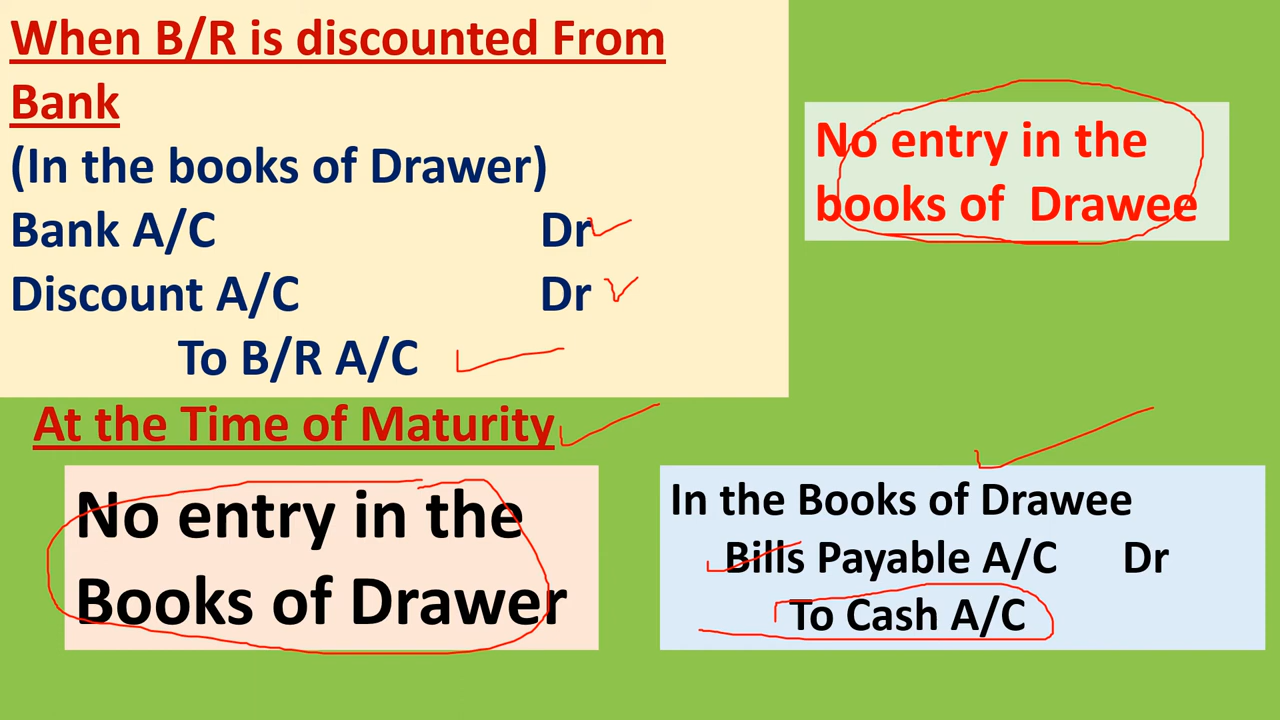 When B/R is discounted From
Bank
(In the books of Drawer)
Bank A/C Dr
Discount A/C Dr
To B/R A/C
No entry in the
books of Drawee
At the Time of Maturity
No entry in the
Books of Drawer
In the Books of Drawee
Bills Payable A/C Dr
To Cash A/C